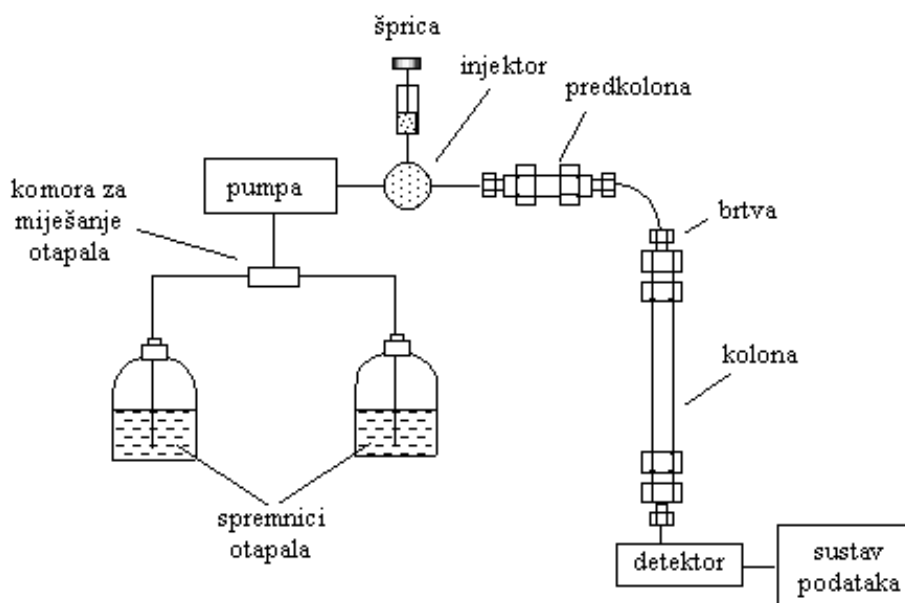 šprica
injektor
predkolona
komora za
miješanje
otapala
pumpa
brtva
kolona
spremnici
otapala
detektor
sustav
podataka